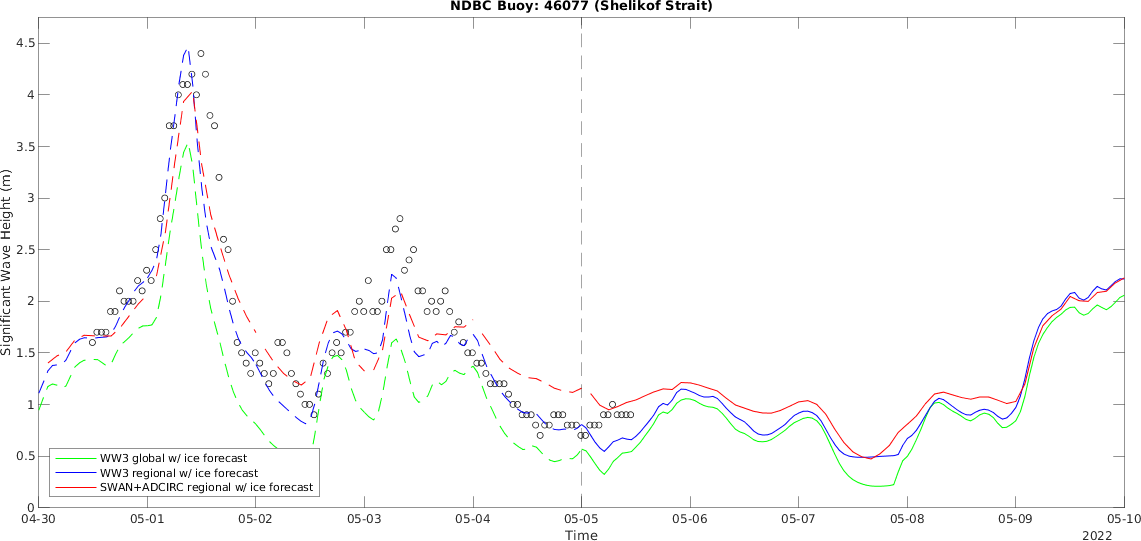 NDBC Buoy: 46077 (Shelikof Strait)
Significant Wave Height (m)
4.5
4
3.5
3
2.5
2
1.5
1
0.5
0
WW3 global w/ ice forecast
WW3 regional w/ ice forecast
SWAN+ADCIRC regional w/ ice forecast
04-30 05-01 05-02 05-03 05-04 05-05 05-06 05-07 05-08 05-09 05-10
Time
2022